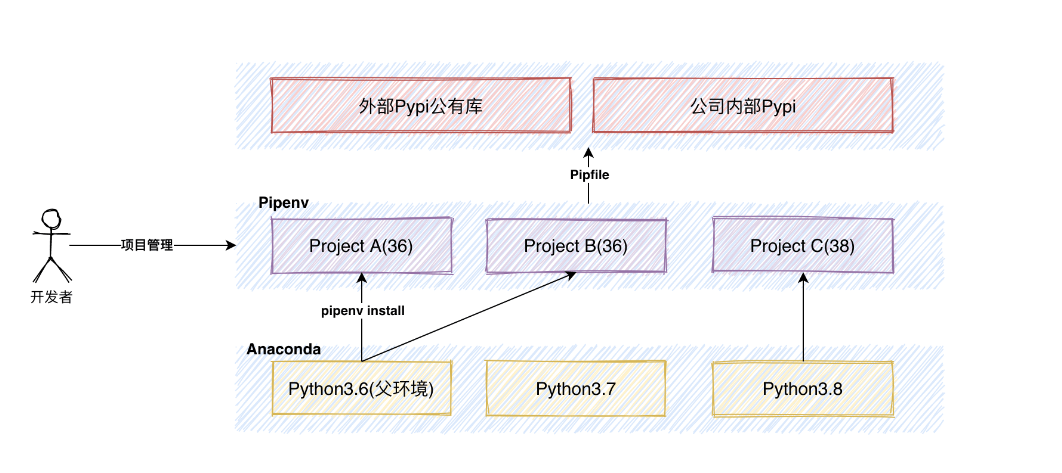 外部Pypi公有库
公司内部Pypi
Pipfile
Pipenv
Project A(36)
Project B(36)
Project C(38)
项目管理
开发者
pipenv install
Anaconda
Python3.6(父环境)
Python3.7
Python3.8